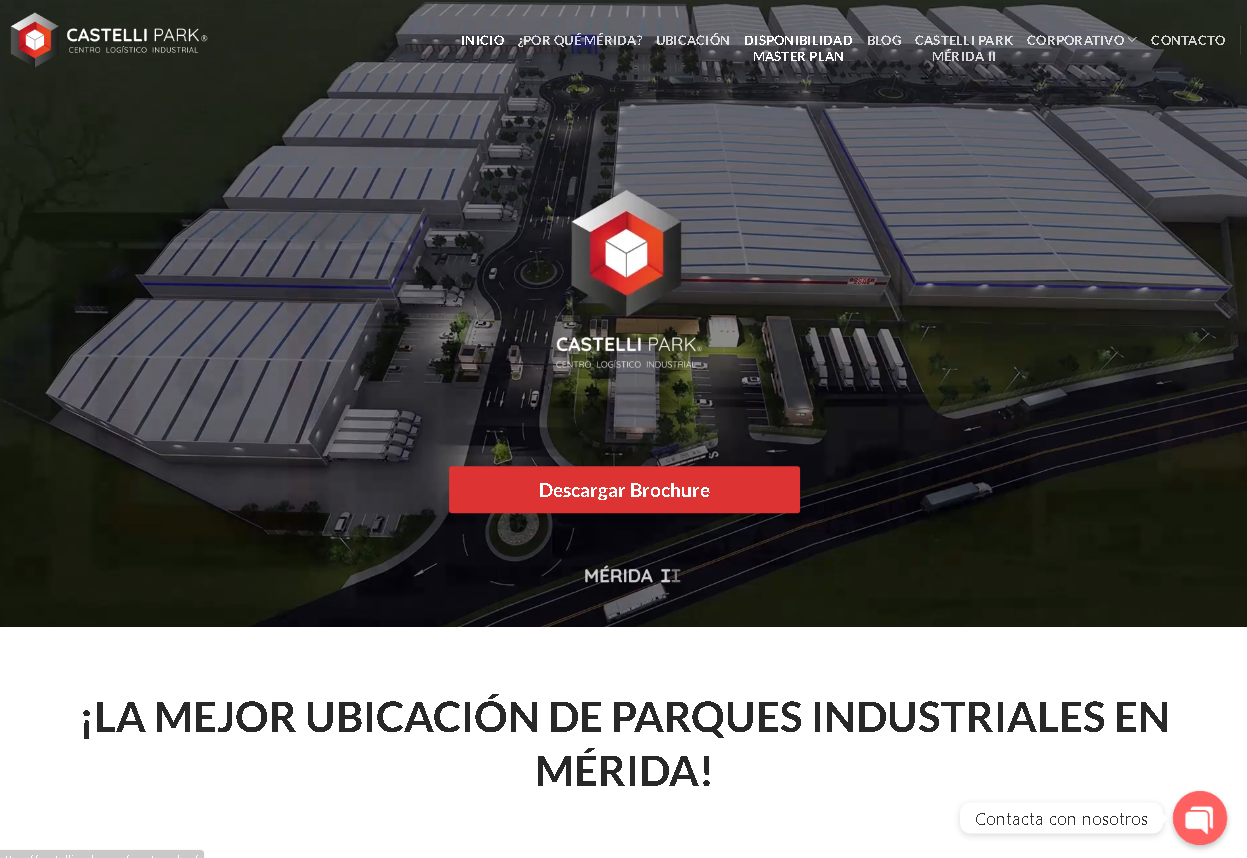 CASTELLI PARK®
CENTRO LOGÍSTICO INDUSTRIAL
INICIO ¿POR QUÉ MÉRIDA? UBICACIÓN DISPONIBILIDAD MASTER PLAN BLOG CASTELLI PARK MÉRIDA II CORPORATIVO CONTACTO
CASTELLI PARK®
CENTRO LOGÍSTICO INDUSTRIAL
Descargar Brochure
MÉRIDA II
¡LA MEJOR UBICACIÓN DE PARQUES INDUSTRIALES EN
MÉRIDA!
Contacta con nosotros